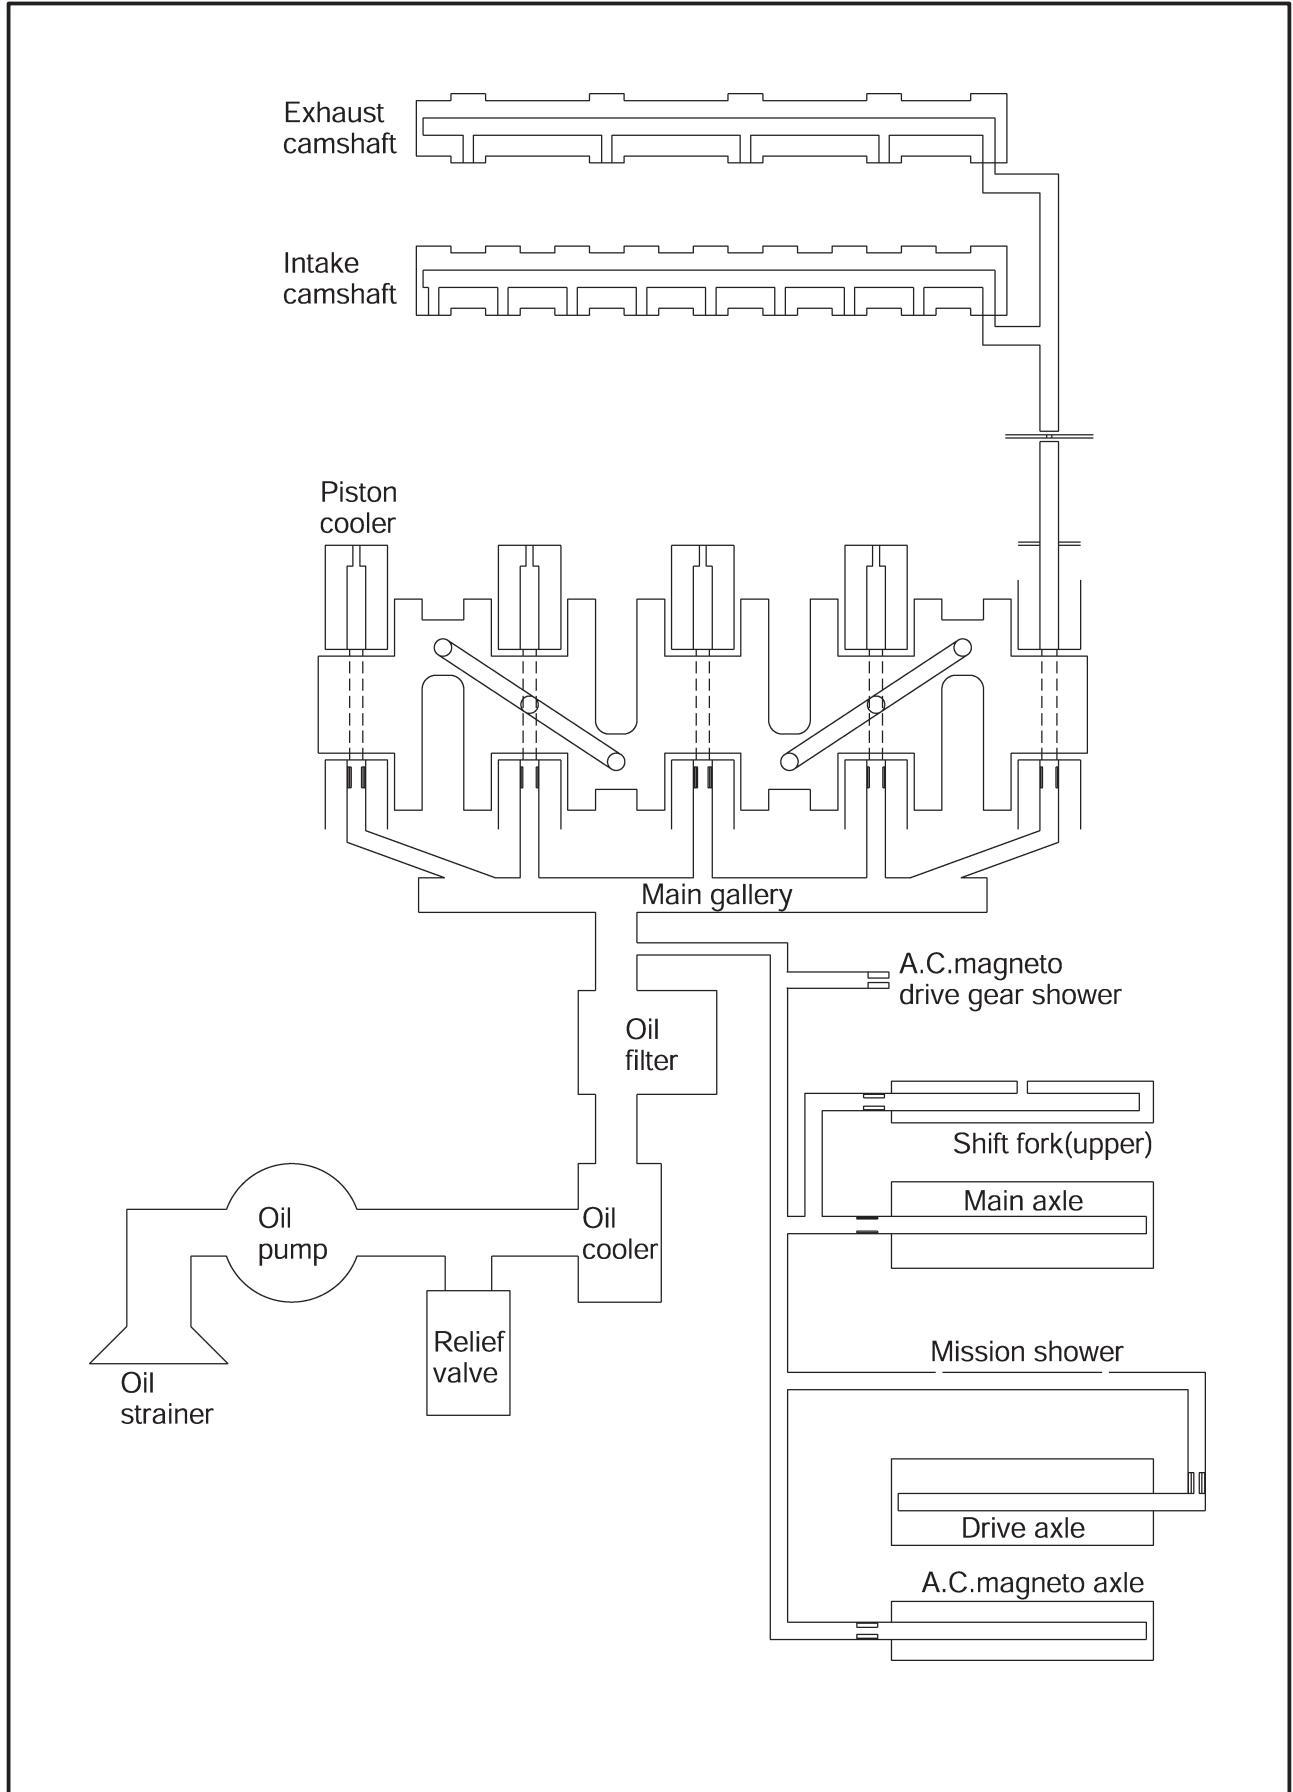 Exhaust
camshaft
Intake
camshaft
Piston
cooler
Main gallery
A.C.magneto
drive gear shower
Oil
filter
Shift fork(upper)
Main axle
Oil
pump
Oil
cooler
Relief
valve
Mission shower
Oil
strainer
Drive axle
A.C.magneto axle